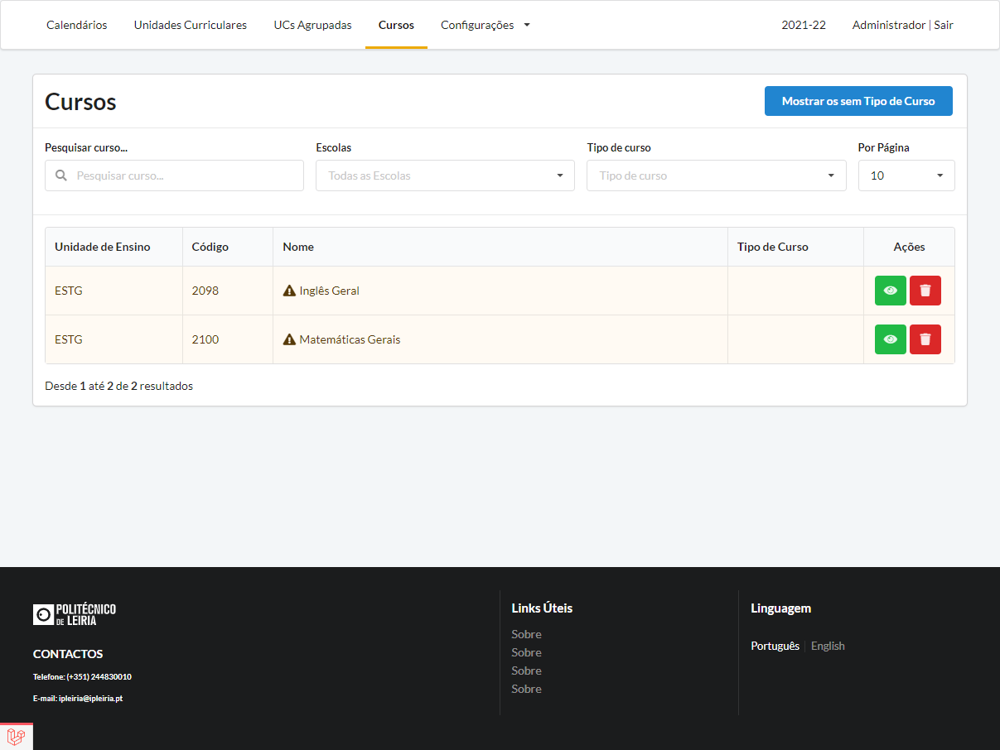 Calendários Unidades Curriculares UCs Agrupadas Cursos Configurações 2021-22 Administrador | Sair
Cursos Mostrar os sem Tipo de Curso
Pesquisar curso... Escolas Tipo de curso Por Página
Pesquisar curso... Todas as Escolas Tipo de curso 10
Unidade de Ensino Código Nome Tipo de Curso Ações
ESTG 2098 Inglês Geral
ESTG 2100 Matemáticas Gerais
Desde 1 até 2 de 2 resultados
POLITÉCNICO
DE LEIRIA
CONTACTOS
Telefone: (+351) 244830010
E-mail: ipleiria@ipleiria.pt
Links Úteis
Sobre
Sobre
Sobre
Sobre
Linguagem
Português English